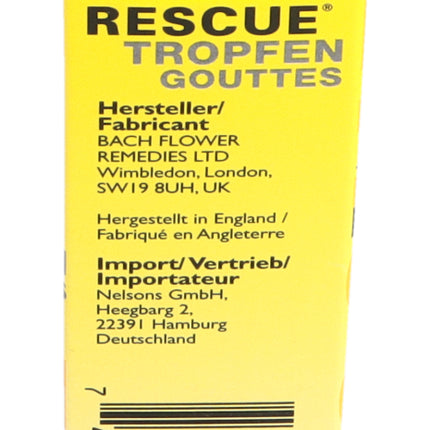 RESCUE®
TROPFEN
GOUTTES
Hersteller/
Fabricant
BACH FLOWER
REMEDIES LTD
Wimbledon, London,
SW19 8UH, UK
Hergestellt in England /
Fabriqué en Angleterre
Import/Vertrieb/
Importateur
Nelsons GmbH,
Heegbarg 2,
22391 Hamburg
Deutschland
7